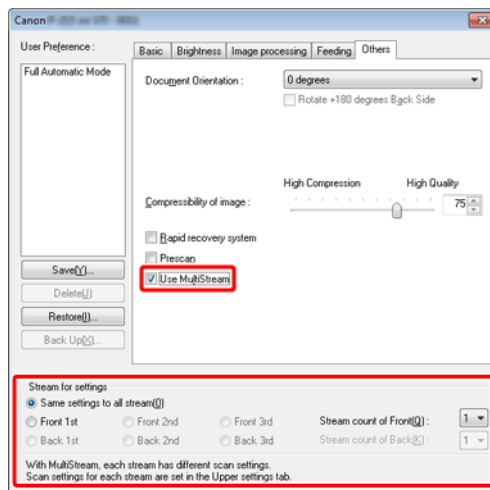 Canon
User Preference :
Full Automatic Mode
Save(Y)...
Delete(J)
Restore(I)...
Back Up(X)...
Basic Brightness Image processing Feeding Others
Document Orientation : 0 degrees
Rotate +180 degrees Back Side
High Compression High Quality
Compressibility of image : 75
Rapid recovery system
Prescan
Use MultiStream
Stream for settings
Same settings to all stream(0)
Front 1st Front 2nd Front 3rd Stream count of Front(Q) : 1
Back 1st Back 2nd Back 3rd Stream count of Back(K) : 1
With MultiStream, each stream has different scan settings.
Scan settings for each stream are set in the Upper settings tab.